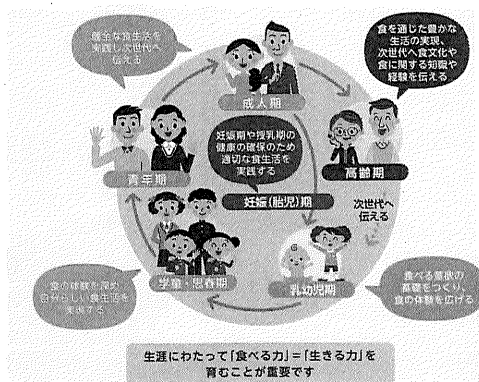 健全な食生活を
実践し次世代へ
伝える
食を通じた豊かな
生活の実現、
次世代へ食文化や
食に関する知識や
経験を伝える
成人期
妊娠期や授乳期の
健康の確保のため
適切な食生活を
実践する
青年期
高齢期
妊娠(胎児)期
次世代へ
伝える
学童・思春期
乳幼児期
食の体験を深め
自分らしい食生活を
実現する
食べる意欲の
基礎をつくり、
食の体験を広げる
生涯にわたって「食べる力」=「生きる力」を
育むことが重要です